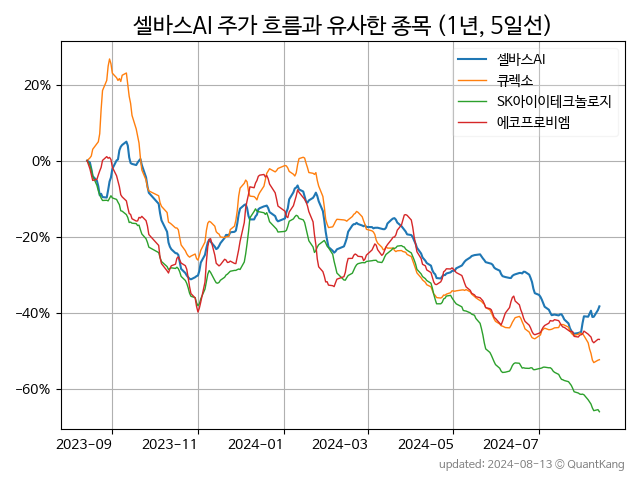 셀바스AI 주가 흐름과 유사한 종목 (1년, 5일선)
셀바스AI
큐렉소
SK아이이테크놀로지
에코프로비엠
20%
0%
−20%
−40%
−60%
2023-09
2023-11
2024-01
2024-03
2024-05
2024-07
updated: 2024-08-13 © QuantKang